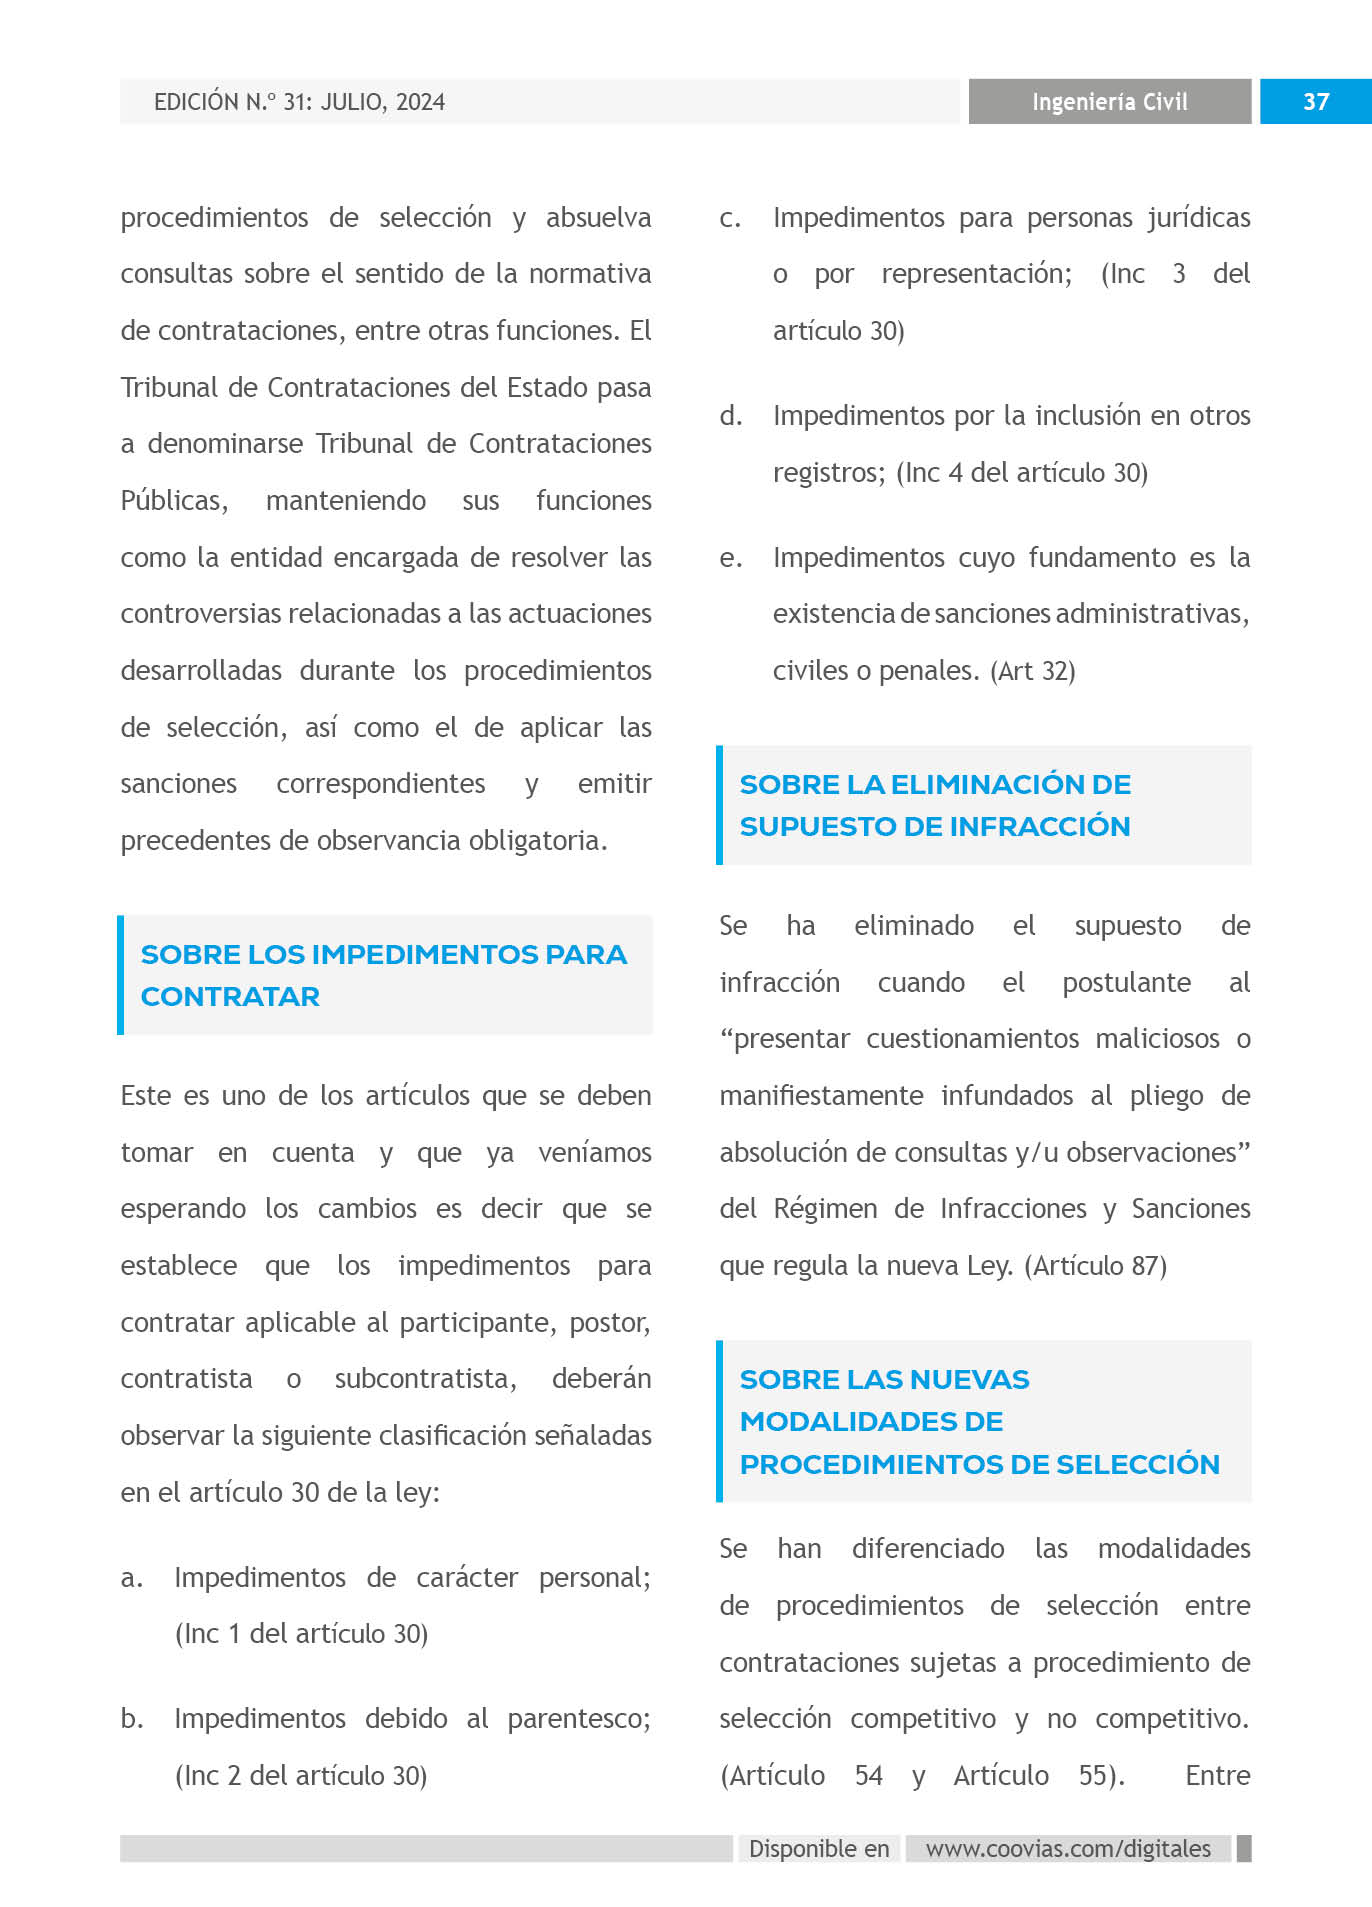 EDICIÓN N.º 31: JULIO, 2024
Ingeniería Civil
37
procedimientos de selección y absuelva
consultas sobre el sentido de la normativa
de contrataciones, entre otras funciones. El
Tribunal de Contrataciones del Estado pasa
a denominarse Tribunal de Contrataciones
Públicas, manteniendo sus funciones
como la entidad encargada de resolver las
controversias relacionadas a las actuaciones
desarrolladas durante los procedimientos
de selección, así como el de aplicar las
sanciones correspondientes y emitir
precedentes de observancia obligatoria.
SOBRE LOS IMPEDIMENTOS PARA
CONTRATAR
Este es uno de los artículos que se deben
tomar en cuenta y que ya veníamos
esperando los cambios es decir que se
establece que los impedimentos para
contratar aplicable al participante, postor,
contratista o subcontratista, deberán
observar la siguiente clasificación señaladas
en el artículo 30 de la ley:
a. Impedimentos de carácter personal;
(Inc 1 del artículo 30)
b. Impedimentos debido al parentesco;
(Inc 2 del artículo 30)
c. Impedimentos para personas jurídicas
o por representación; (Inc 3 del
artículo 30)
d. Impedimentos por la inclusión en otros
registros; (Inc 4 del artículo 30)
e. Impedimentos cuyo fundamento es la
existencia de sanciones administrativas,
civiles o penales. (Art 32)
SOBRE LA ELIMINACIÓN DE
SUPUESTO DE INFRACCIÓN
Se ha eliminado el supuesto de
infracción cuando el postulante al
“presentar cuestionamientos maliciosos o
manifiestamente infundados al pliego de
absolución de consultas y/u observaciones”
del Régimen de Infracciones y Sanciones
que regula la nueva Ley. (Artículo 87)
SOBRE LAS NUEVAS
MODALIDADES DE
PROCEDIMIENTOS DE SELECCIÓN
Se han diferenciado las modalidades
de procedimientos de selección entre
contrataciones sujetas a procedimiento de
selección competitivo y no competitivo.
(Artículo 54 y Artículo 55). Entre
Disponible en
www.coovias.com/digitales